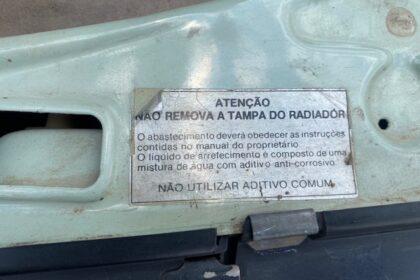 ATENÇÃO
NÃO REMOVA A TAMPA DO RADIADOR
O abastecimento deverá obedecer as instruções
contidas no manual do proprietário.
O líquido de arrefecimento é composto de uma
mistura de água com aditivo anti-corrosivo.
NÃO UTILIZAR ADITIVO COMUM